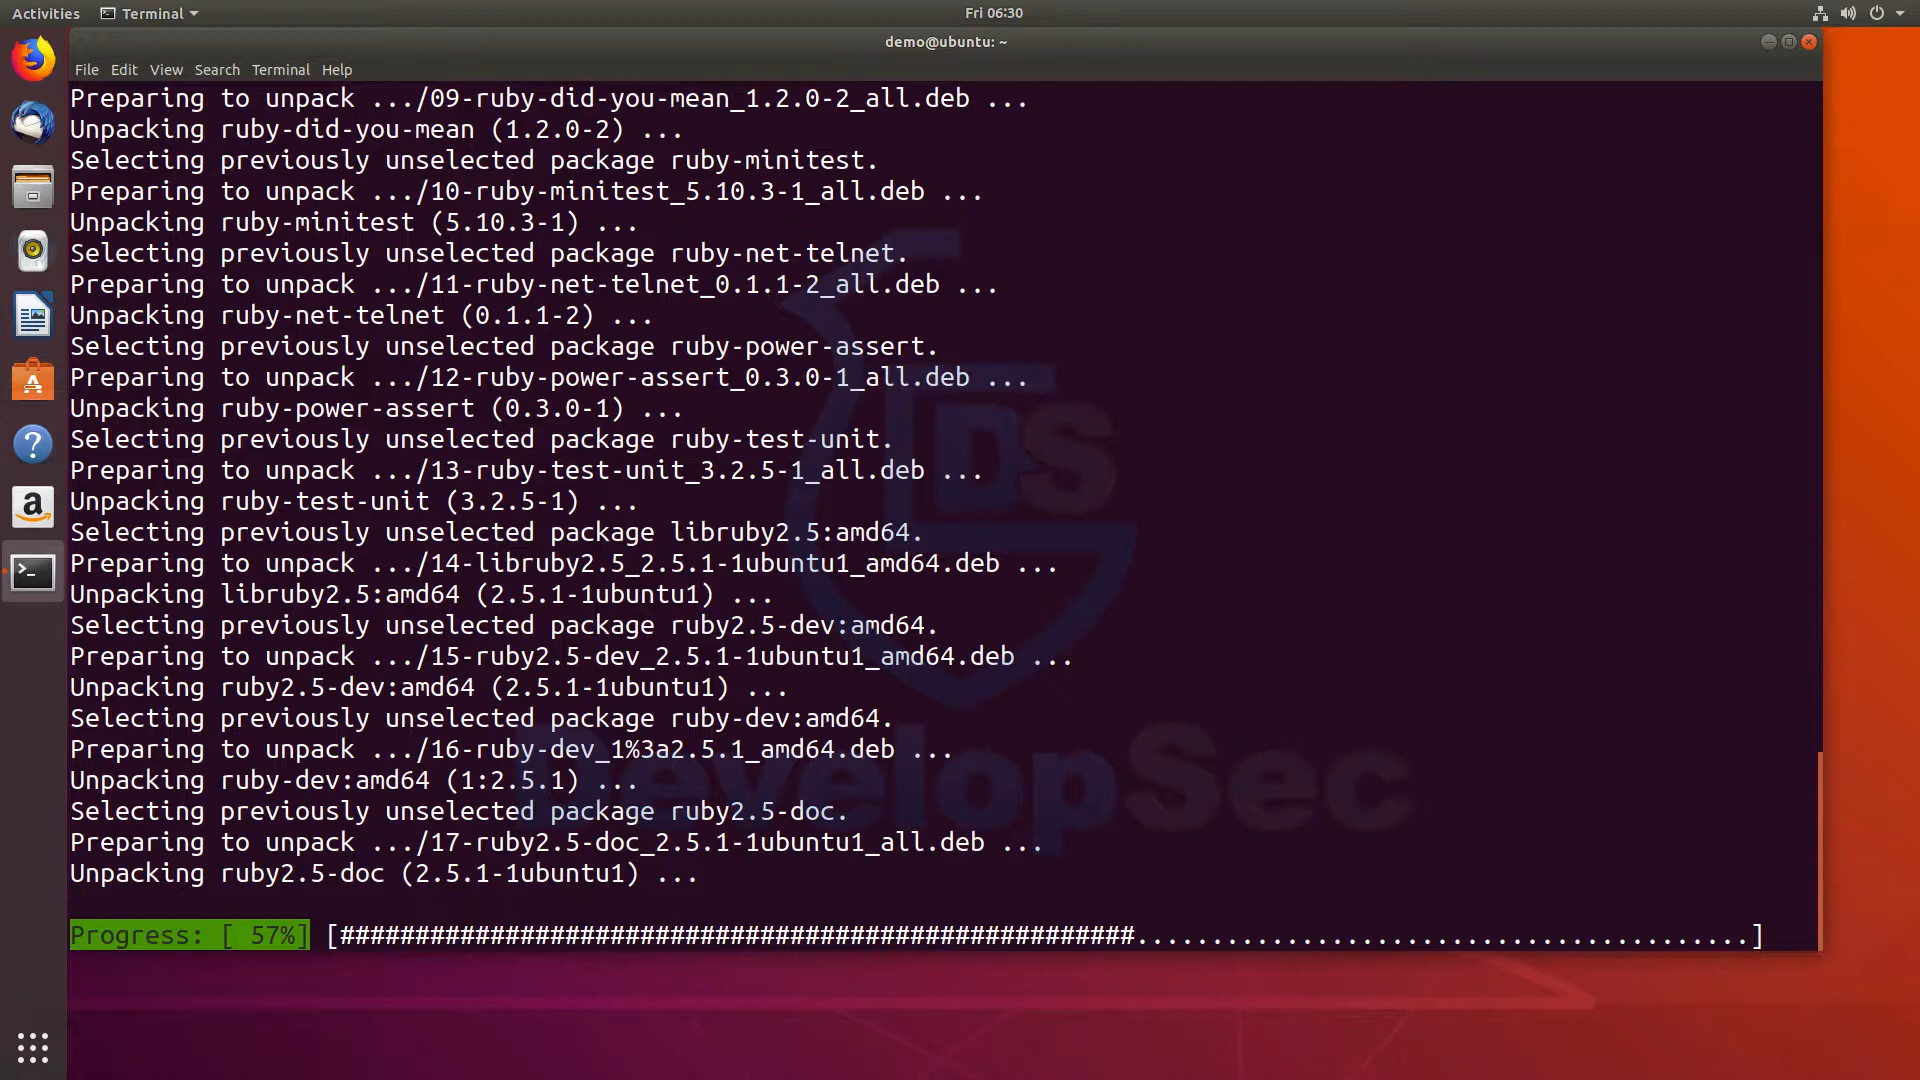 Activities
Terminal
Fri 06:30
demo@ubuntu: ~
File Edit View Search Terminal Help
Preparing to unpack .../09-ruby-did-you-mean_1.2.0-2_all.deb ...
Unpacking ruby-did-you-mean (1.2.0-2) ...
Selecting previously unselected package ruby-minitest.
Preparing to unpack .../10-ruby-minitest_5.10.3-1_all.deb ...
Unpacking ruby-minitest (5.10.3-1) ...
Selecting previously unselected package ruby-net-telnet.
Preparing to unpack .../11-ruby-net-telnet_0.1.1-2_all.deb ...
Unpacking ruby-net-telnet (0.1.1-2) ...
Selecting previously unselected package ruby-power-assert.
Preparing to unpack .../12-ruby-power-assert_0.3.0-1_all.deb ...
Unpacking ruby-power-assert (0.3.0-1) ...
Selecting previously unselected package ruby-test-unit.
Preparing to unpack .../13-ruby-test-unit_3.2.5-1_all.deb ...
Unpacking ruby-test-unit (3.2.5-1) ...
Selecting previously unselected package libruby2.5:amd64.
Preparing to unpack .../14-libruby2.5_2.5.1-1ubuntu1_amd64.deb ...
Unpacking libruby2.5:amd64 (2.5.1-1ubuntu1) ...
Selecting previously unselected package ruby2.5-dev:amd64.
Preparing to unpack .../15-ruby2.5-dev_2.5.1-1ubuntu1_amd64.deb ...
Unpacking ruby2.5-dev:amd64 (2.5.1-1ubuntu1) ...
Selecting previously unselected package ruby-dev:amd64.
Preparing to unpack .../16-ruby-dev_1%3a2.5.1_amd64.deb ...
Unpacking ruby-dev:amd64 (1:2.5.1) ...
Selecting previously unselected package ruby2.5-doc.
Preparing to unpack .../17-ruby2.5-doc_2.5.1-1ubuntu1_all.deb ...
Unpacking ruby2.5-doc (2.5.1-1ubuntu1) ...
Progress: [ 57%] [#####################################################.........................................]
DS
DevelopSec